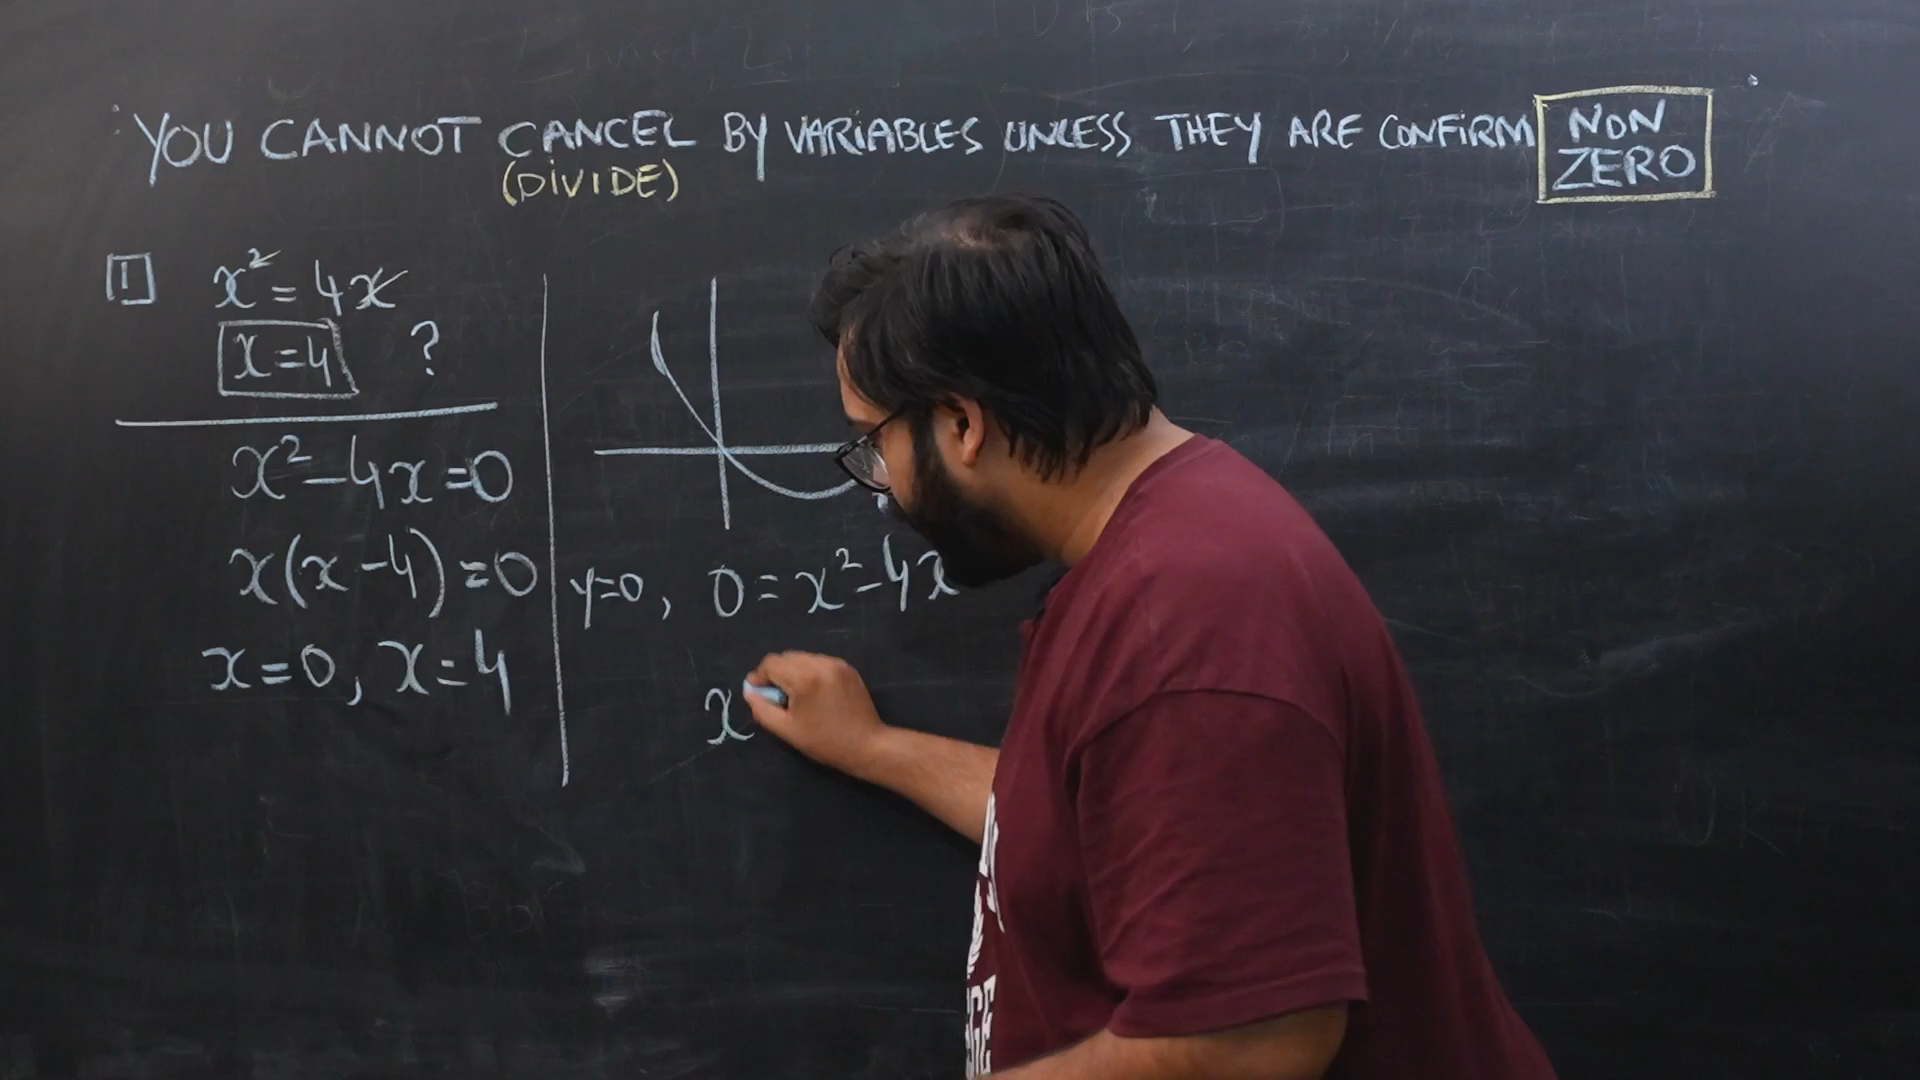 YOU CANNOT CANCEL BY VARIABLES UNLESS THEY ARE CONFIRM NON ZERO
(DIVIDE)
1 x² = 4x
x=4 ?
x²-4x=0
x(x-4)=0
x=0, x=4
y=0, 0=x²-4x
x